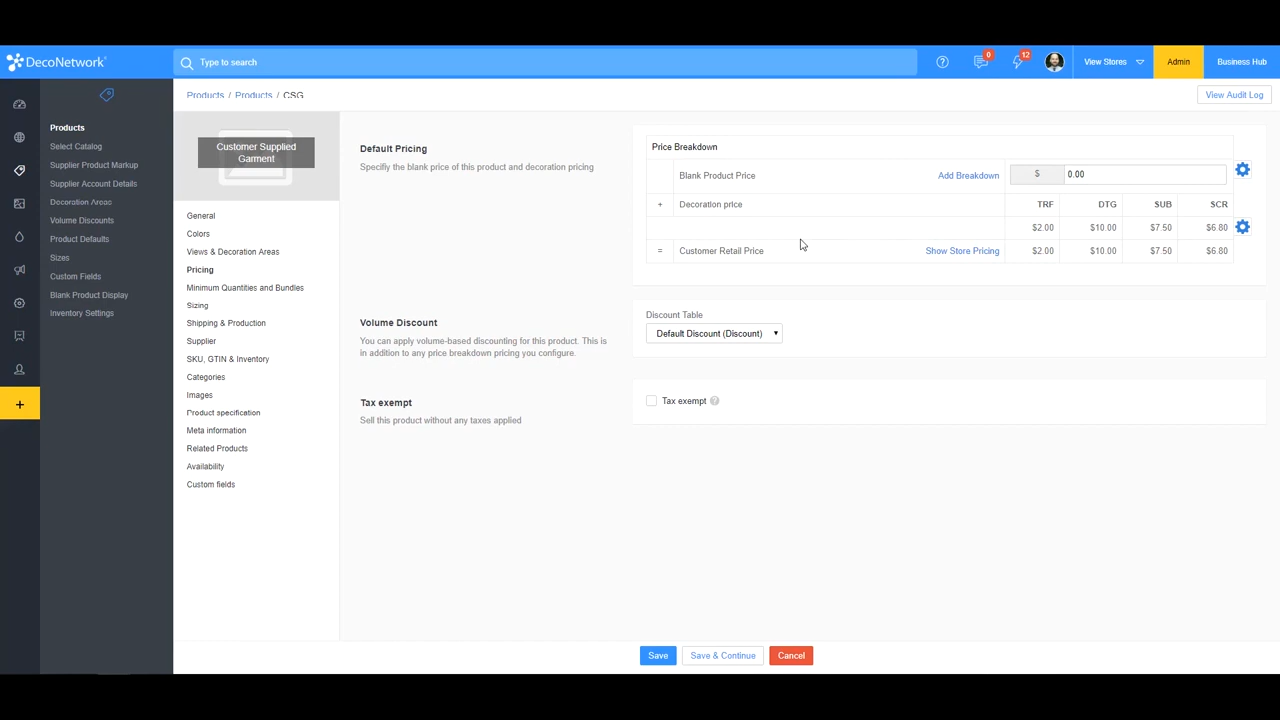 DecoNetwork
Type to search
0
12
View Stores
Admin
Business Hub
Products / Products / CSG
View Audit Log
Products
Select Catalog
Supplier Product Markup
Supplier Account Details
Decoration Areas
Volume Discounts
Product Defaults
Sizes
Custom Fields
Blank Product Display
Inventory Settings
Customer Supplied
Garment
General
Colors
Views & Decoration Areas
Pricing
Minimum Quantities and Bundles
Sizing
Shipping & Production
Supplier
SKU, GTIN & Inventory
Categories
Images
Product specification
Meta information
Related Products
Availability
Custom fields
Default Pricing
Specify the blank price of this product and decoration pricing
Price Breakdown
Blank Product Price Add Breakdown $ 0.00
+ Decoration price TRF DTG SUB SCR
$2.00 $10.00 $7.50 $6.80
= Customer Retail Price Show Store Pricing $2.00 $10.00 $7.50 $6.80
Volume Discount
You can apply volume-based discounting for this product. This is
in addition to any price breakdown pricing you configure.
Discount Table
Default Discount (Discount)
Tax exempt
Sell this product without any taxes applied
Tax exempt ?
Save
Save & Continue
Cancel